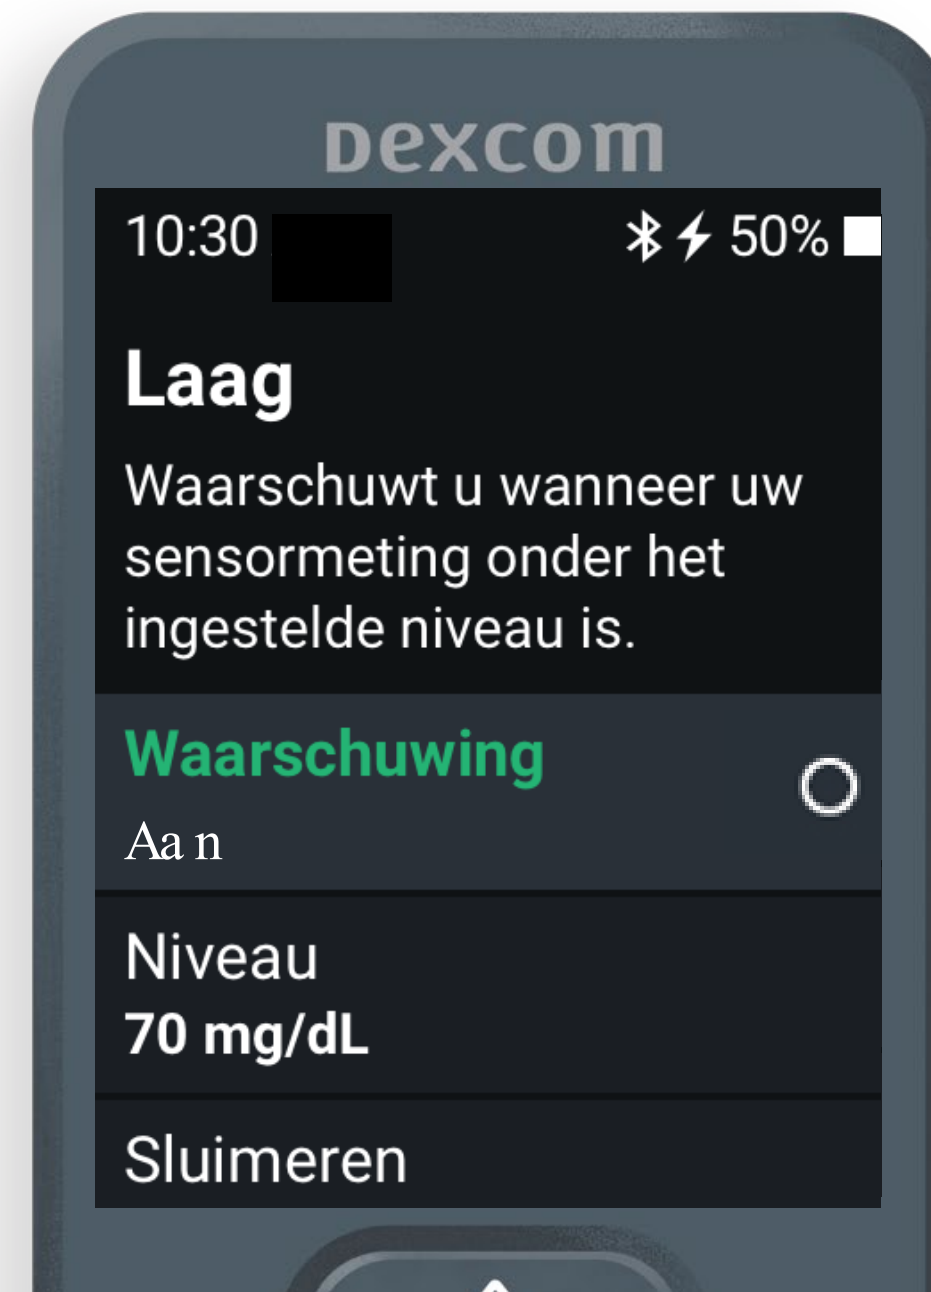 Dexcom
10:30
50%
Laag
Waarschuwt u wanneer uw
sensormeting onder het
ingestelde niveau is.
Waarschuwing
Aan
Niveau
70 mg/dL
Sluimeren